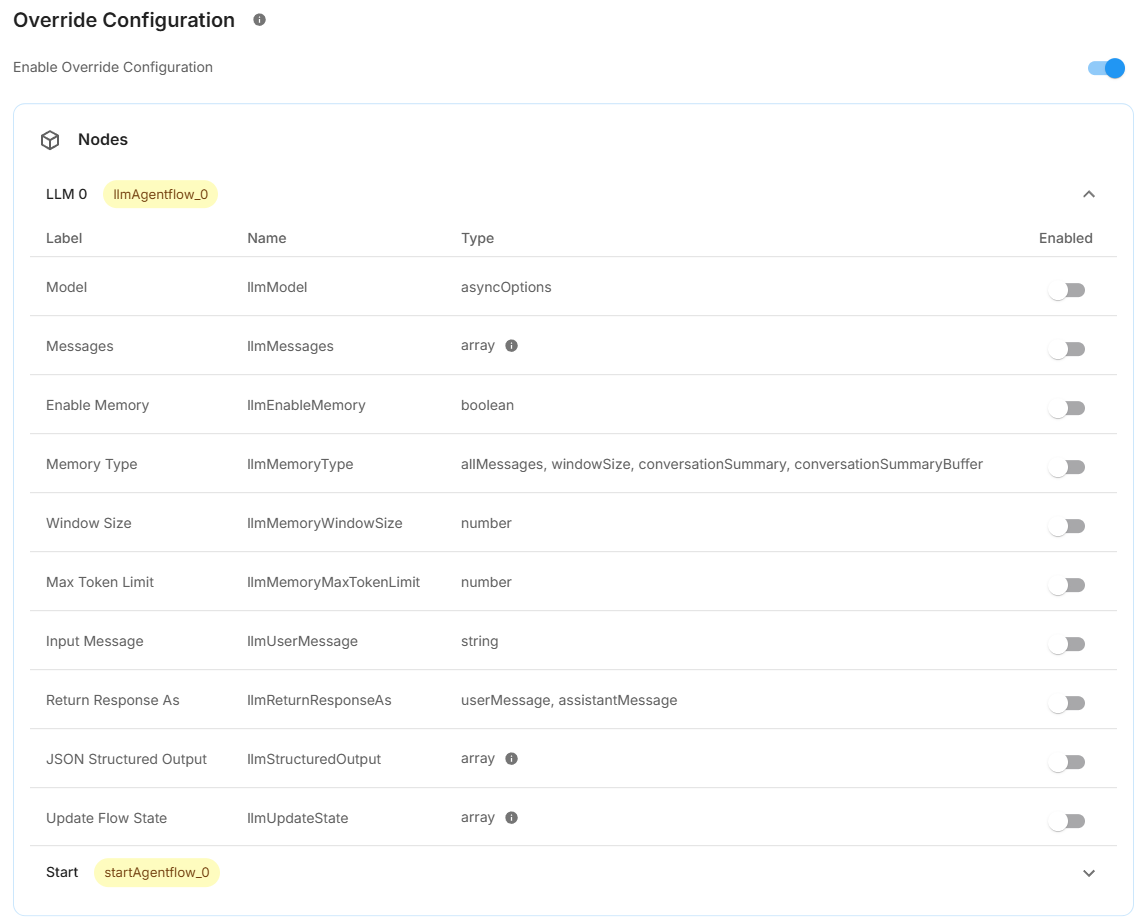 Override Configuration
Enable Override Configuration
Nodes
LLM 0 llmAgentflow_0
Label Name Type Enabled
Model llmModel asyncOptions
Messages llmMessages array
Enable Memory llmEnableMemory boolean
Memory Type llmMemoryType allMessages, windowSize, conversationSummary, conversationSummaryBuffer
Window Size llmMemoryWindowSize number
Max Token Limit llmMemoryMaxTokenLimit number
Input Message llmUserMessage string
Return Response As llmReturnResponseAs userMessage, assistantMessage
JSON Structured Output llmStructuredOutput array
Update Flow State llmUpdateState array
Start startAgentflow_0